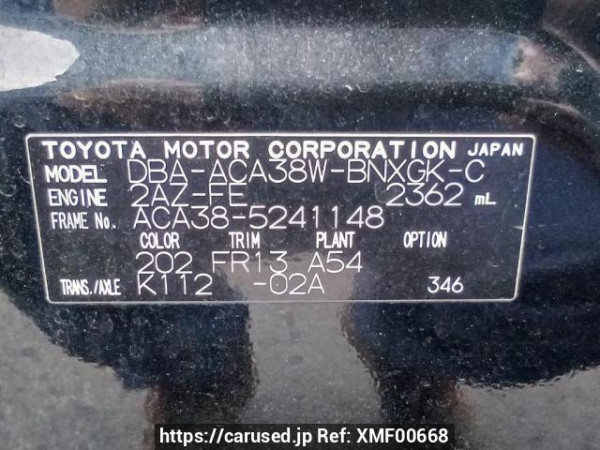 TOYOTA MOTOR CORPORATION JAPAN
MODEL DBA-ACA38W-BNXGK-C
ENGINE 2AZ-FE 2362 mL
FRAME No. ACA38-5241148
COLOR TRIM PLANT OPTION
202 FR13 A54
TRANS./AXLE K112 -02A 346
https://carused.jp Ref: XMF00668